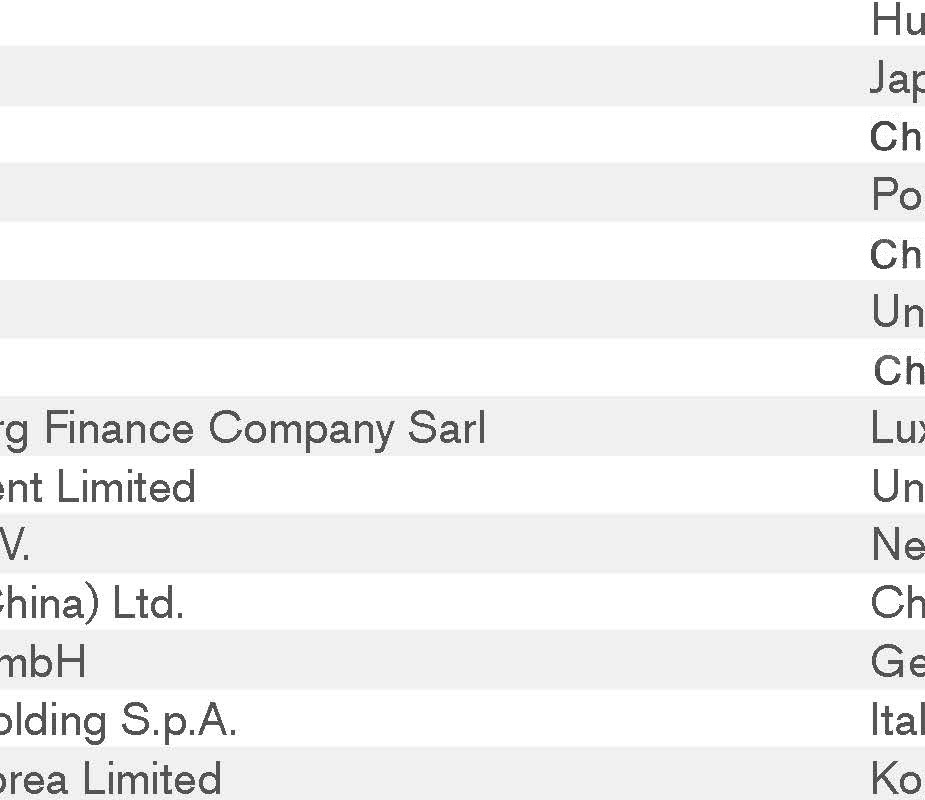 Hu
Jap
Ch
Po
Ch
Un
Ch
rg Finance Company Sarl Lux
ent Limited Un
V. Ne
China) Ltd. Ch
mbH Ge
olding S.p.A. Ital
orea Limited Ko